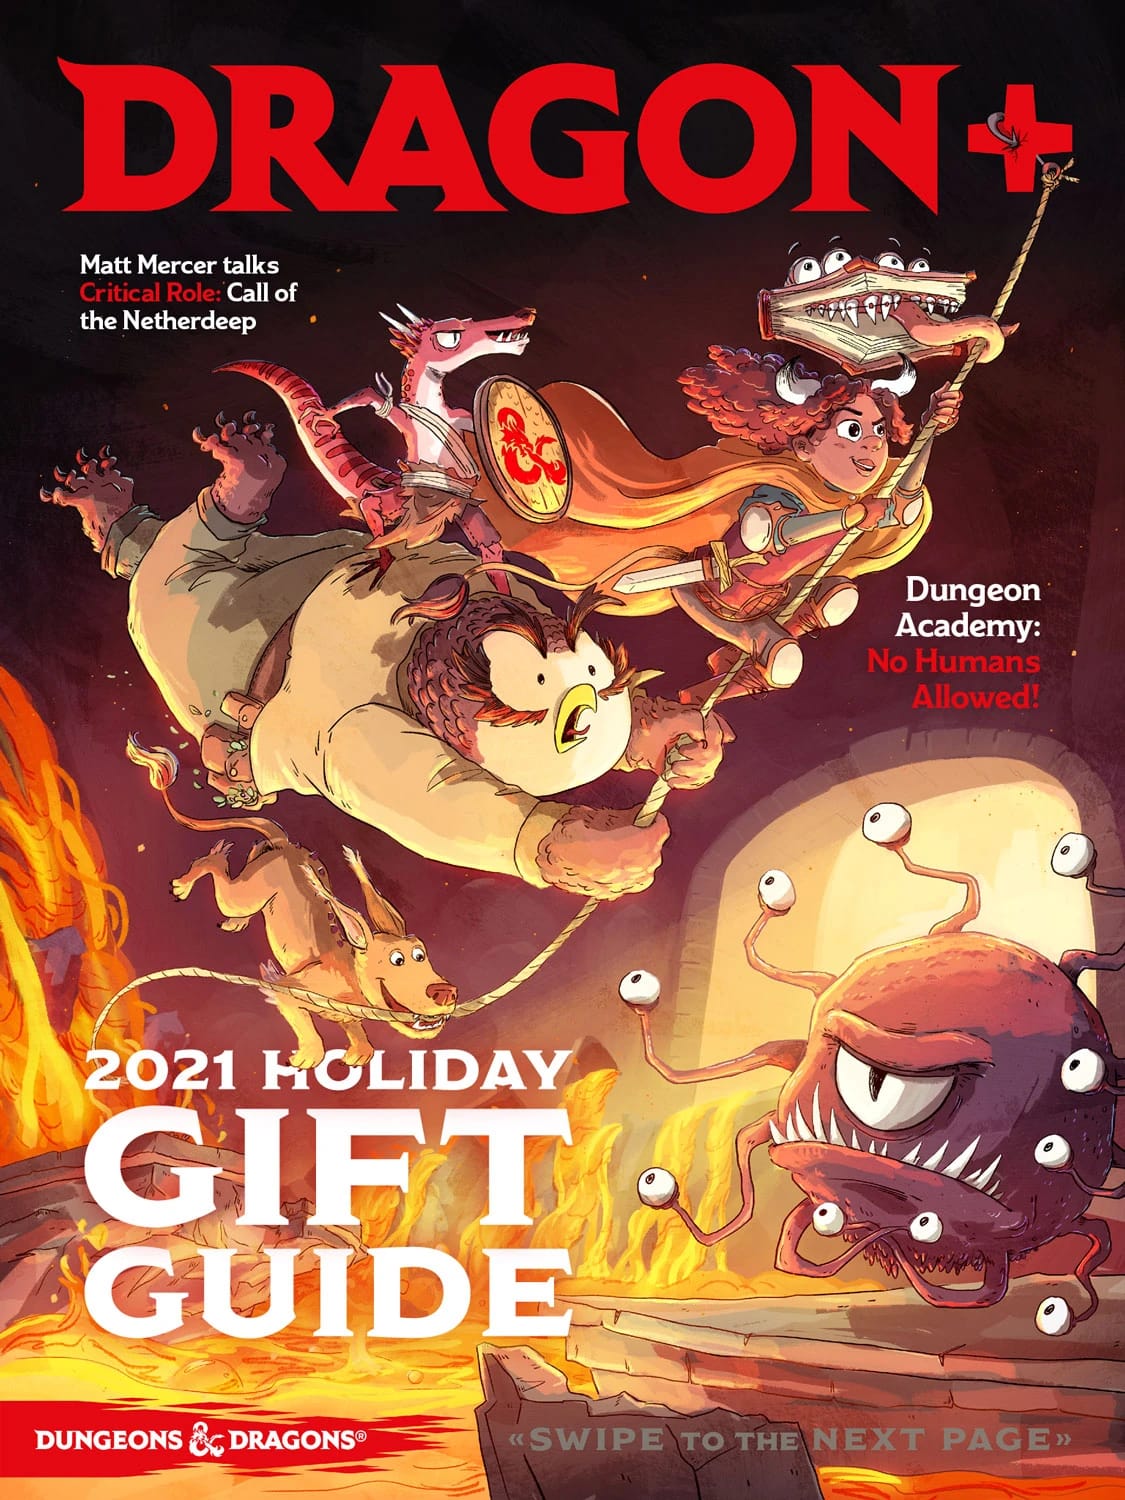 DRAGON+
Matt Mercer talks
Critical Role: Call of
the Netherdeep
Dungeon
Academy:
No Humans
Allowed!
2021 HOLIDAY
GIFT
GUIDE
DUNGEONS & DRAGONS®
«SWIPE TO THE NEXT PAGE»